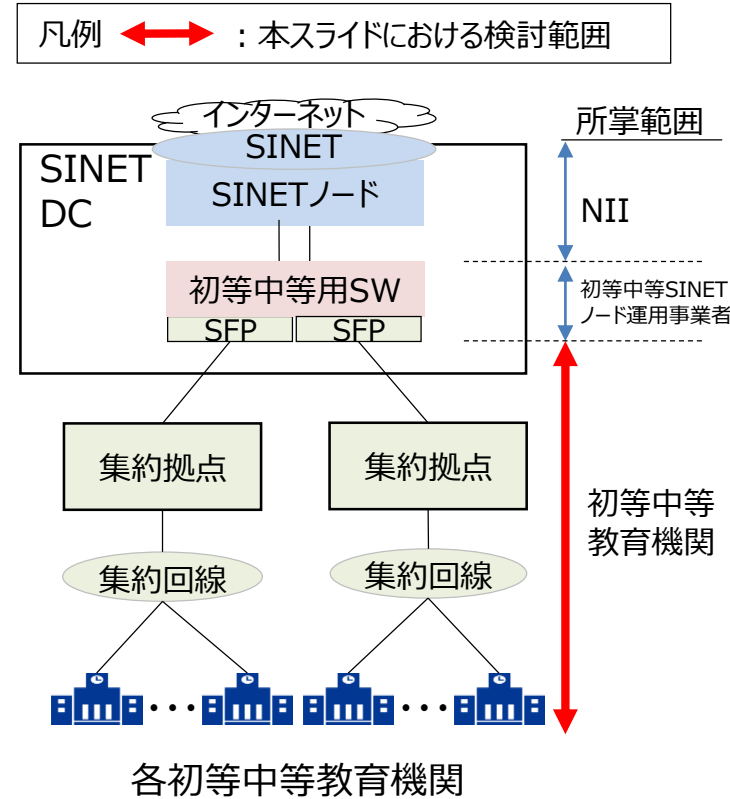 凡例 ：本スライドにおける検討範囲
インターネット
所掌範囲
SINET
SINET
DC
SINETノード
NII
初等中等用SW
初等中等SINET
ノード運用事業者
SFP SFP
集約拠点 集約拠点
初等中等
教育機関
集約回線 集約回線
・・・ ・・・
各初等中等教育機関